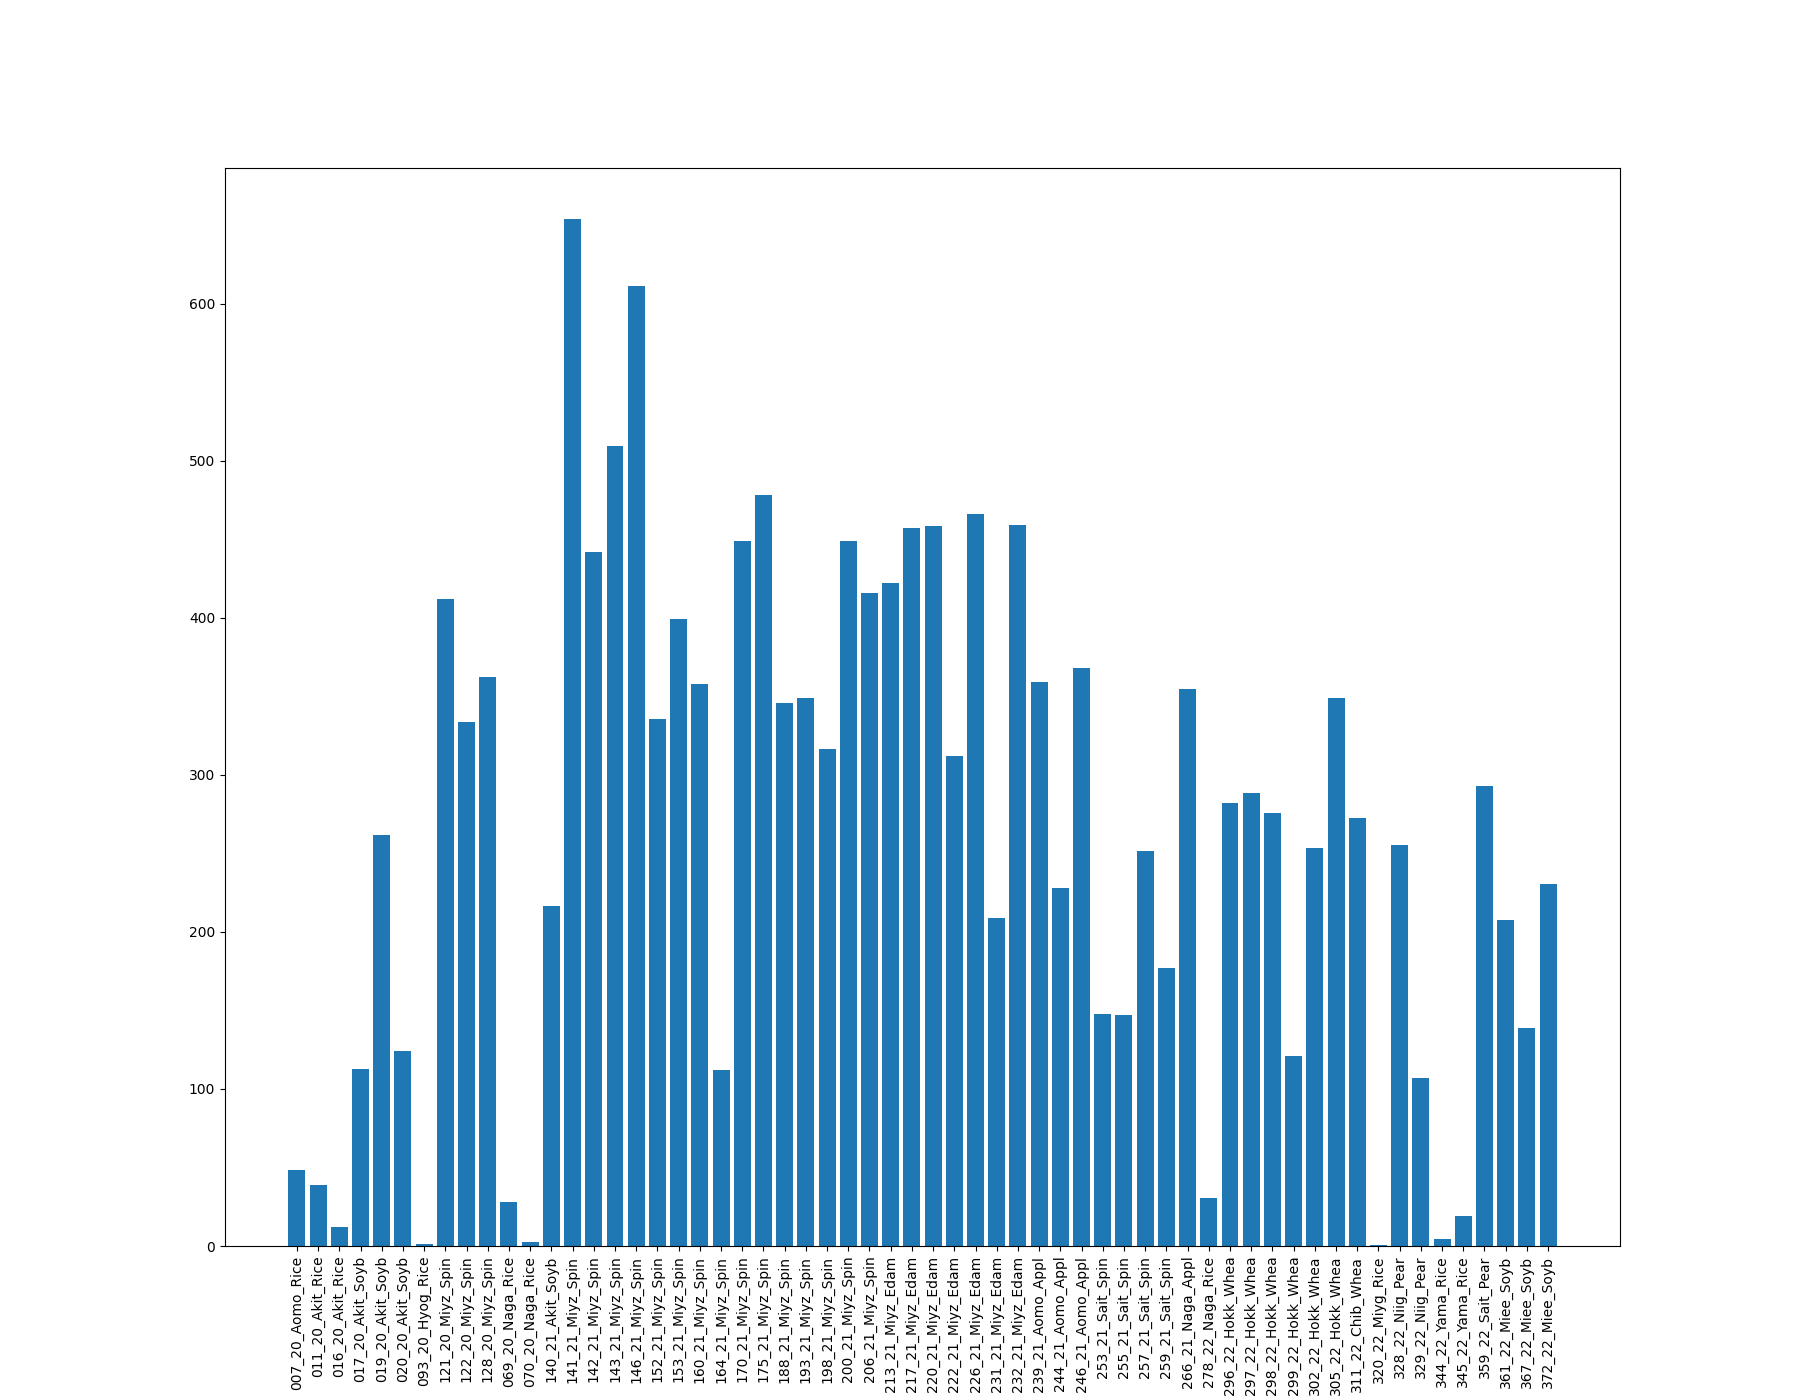 600
500
400
300
200
100
0
007_20_Aomo_Rice
011_20_Akit_Rice
016_20_Akit_Rice
017_20_Akit_Soyb
019_20_Akit_Soyb
020_20_Akit_Soyb
093_20_Hyog_Rice
121_20_Miyz_Spin
122_20_Miyz_Spin
128_20_Miyz_Spin
069_20_Naga_Rice
070_20_Naga_Rice
140_21_Akit_Soyb
141_21_Miyz_Spin
142_21_Miyz_Spin
143_21_Miyz_Spin
146_21_Miyz_Spin
152_21_Miyz_Spin
153_21_Miyz_Spin
160_21_Miyz_Spin
164_21_Miyz_Spin
170_21_Miyz_Spin
175_21_Miyz_Spin
188_21_Miyz_Spin
193_21_Miyz_Spin
198_21_Miyz_Spin
200_21_Miyz_Spin
206_21_Miyz_Spin
213_21_Miyz_Edam
217_21_Miyz_Edam
220_21_Miyz_Edam
222_21_Miyz_Edam
226_21_Miyz_Edam
231_21_Miyz_Edam
232_21_Miyz_Edam
239_21_Aomo_Appl
244_21_Aomo_Appl
246_21_Aomo_Appl
253_21_Sait_Spin
255_21_Sait_Spin
257_21_Sait_Spin
259_21_Sait_Spin
266_21_Naga_Appl
278_22_Naga_Rice
296_22_Hokk_Whea
297_22_Hokk_Whea
298_22_Hokk_Whea
299_22_Hokk_Whea
302_22_Hokk_Whea
305_22_Hokk_Whea
311_22_Chib_Whea
320_22_Miyg_Rice
328_22_Niig_Pear
329_22_Niig_Pear
344_22_Yama_Rice
345_22_Yama_Rice
359_22_Sait_Pear
361_22_Miee_Soyb
367_22_Miee_Soyb
372_22_Miee_Soyb